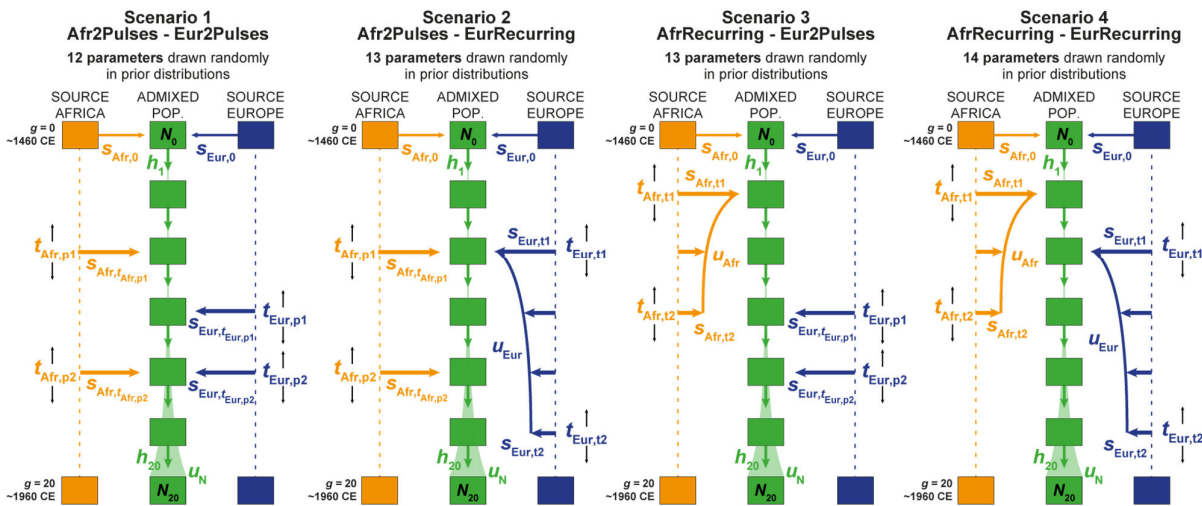 Scenario 1
Afr2Pulses - Eur2Pulses
12 parameters drawn randomly
in prior distributions
SOURCE AFRICA
ADMIXED POP.
SOURCE EUROPE
g = 0
~1460 CE
N0
sAfr,0
sEur,0
h1
tAfr,p1
sAfr,tAfr,p1
tEur,p1
sEur,tEur,p1
tAfr,p2
sAfr,tAfr,p2
tEur,p2
sEur,tEur,p2
h20
uN
g = 20
~1960 CE
N20
Scenario 2
Afr2Pulses - EurRecurring
13 parameters drawn randomly
in prior distributions
SOURCE AFRICA
ADMIXED POP.
SOURCE EUROPE
g = 0
~1460 CE
N0
sAfr,0
sEur,0
h1
tAfr,p1
sAfr,tAfr,p1
sEur,t1
tEur,t1
uEur
tAfr,p2
sAfr,tAfr,p2
tEur,t2
sEur,t2
h20
uN
g = 20
~1960 CE
N20
Scenario 3
AfrRecurring - Eur2Pulses
13 parameters drawn randomly
in prior distributions
SOURCE AFRICA
ADMIXED POP.
SOURCE EUROPE
g = 0
~1460 CE
N0
sAfr,0
sEur,0
h1
tAfr,t1
sAfr,t1
uAfr
tAfr,t2
sAfr,t2
tEur,p1
sEur,tEur,p1
tEur,p2
sEur,tEur,p2
h20
uN
g = 20
~1960 CE
N20
Scenario 4
AfrRecurring - EurRecurring
14 parameters drawn randomly
in prior distributions
SOURCE AFRICA
ADMIXED POP.
SOURCE EUROPE
g = 0
~1460 CE
N0
sAfr,0
sEur,0
h1
tAfr,t1
sAfr,t1
sEur,t1
tEur,t1
uAfr
tAfr,t2
sAfr,t2
uEur
tEur,t2
sEur,t2
h20
uN
g = 20
~1960 CE
N20